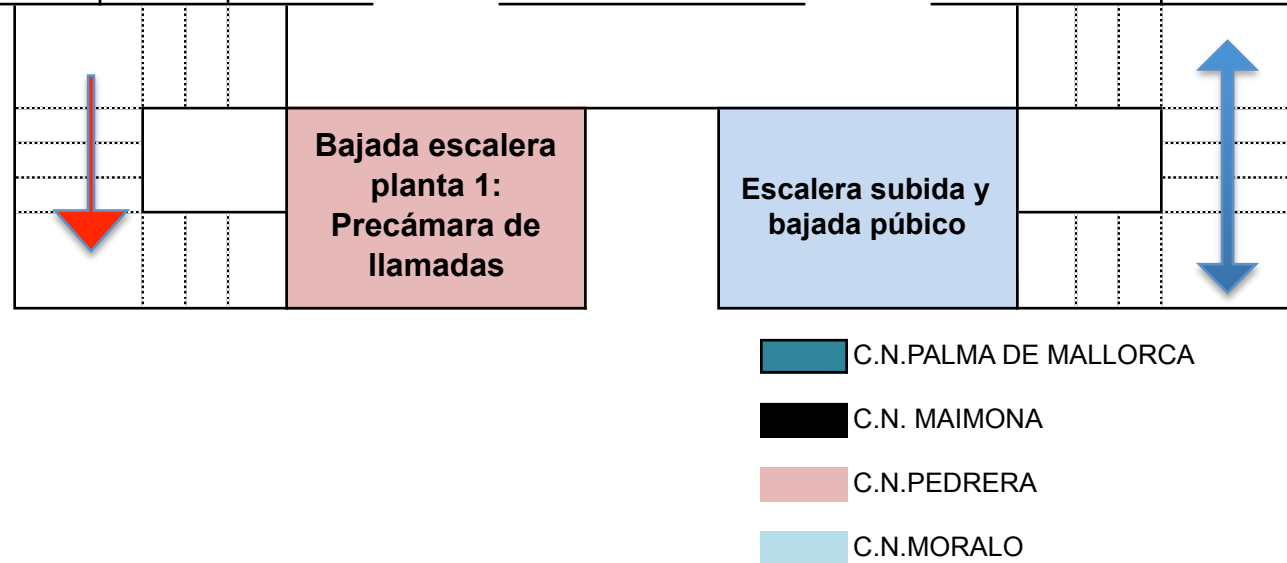 Bajada escalera
planta 1:
Precámara de
llamadas
Escalera subida y
bajada púbico
C.N.PALMA DE MALLORCA
C.N. MAIMONA
C.N.PEDRERA
C.N.MORALO